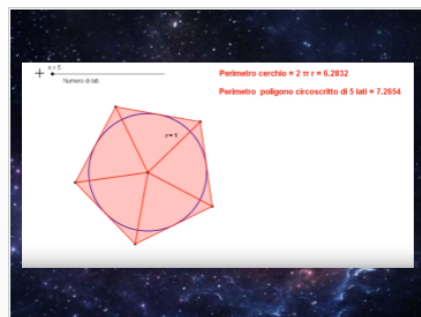 n = 5
Numero di lati
Perimetro cerchio = 2 π r = 6.2832
Perimetro poligono circoscritto di 5 lati = 7.2654
r = 1